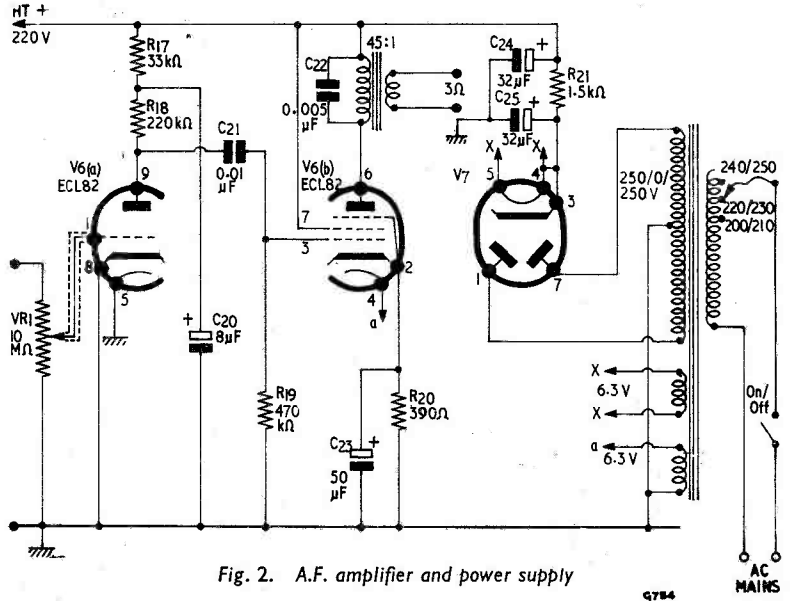 HT +
220 V
R17
33kΩ
R18
220kΩ
C21
0·01
μF
V6(a)
ECL82
9
1
8
5
VR1
10
MΩ
+
C20
8μF
R19
470
kΩ
C22
0.005
μF
45:1
3Ω
V6(b)
ECL82
6
7
3
2
4
a
R20
390Ω
C23
+
50
μF
C24
+
32μF
C25
+
32μF
R21
1.5kΩ
X
X
V7
5
4
3
1
7
250/0/
250 V
240/250
220/230
200/210
X
6.3 V
X
a
6.3 V
On/
Off
AC
MAINS
Fig. 2. A.F. amplifier and power supply
G784